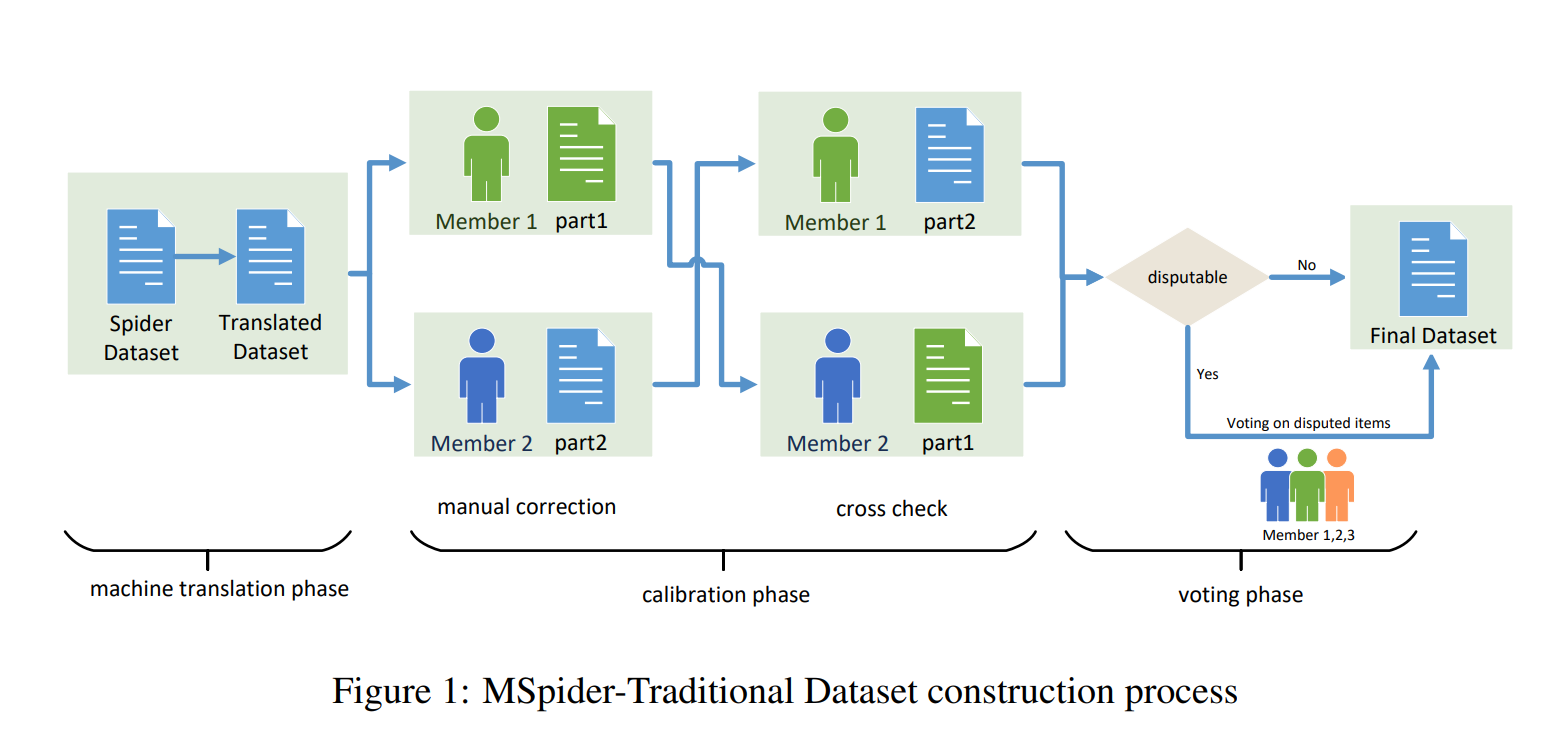 Spider
Dataset
Translated
Dataset
Member 1
part1
Member 2
part2
manual correction
Member 1
part2
Member 2
part1
cross check
disputable
No
Yes
Voting on disputed items
Member 1,2,3
Final Dataset
machine translation phase
calibration phase
voting phase
Figure 1: MSpider-Traditional Dataset construction process